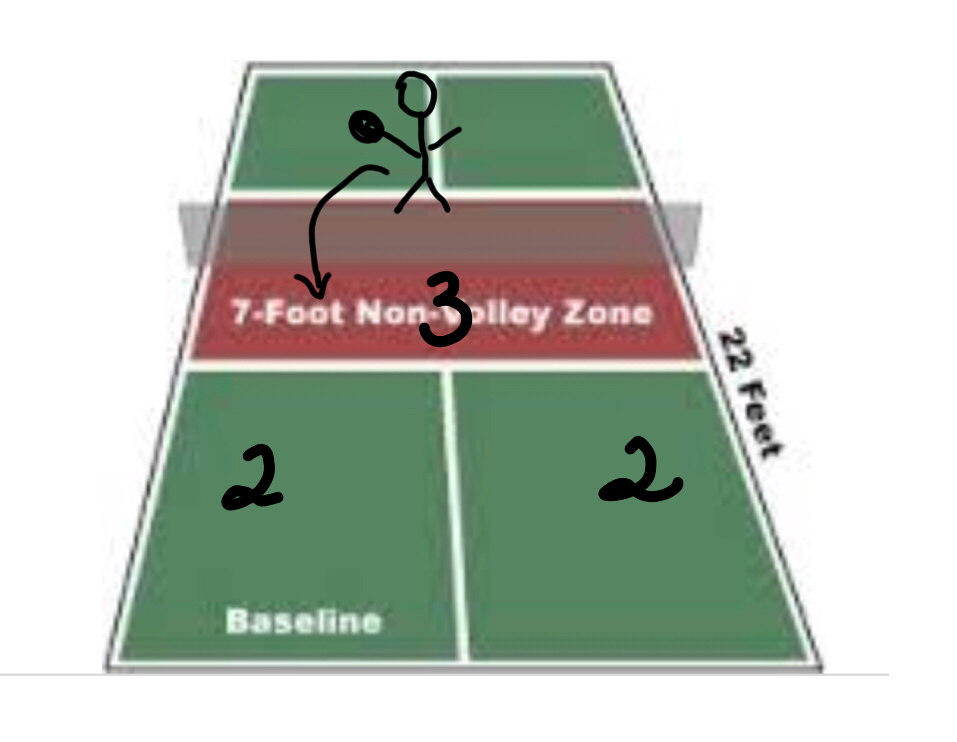 7-Foot Non-Volley Zone
3
22 Feet
2 2
Baseline